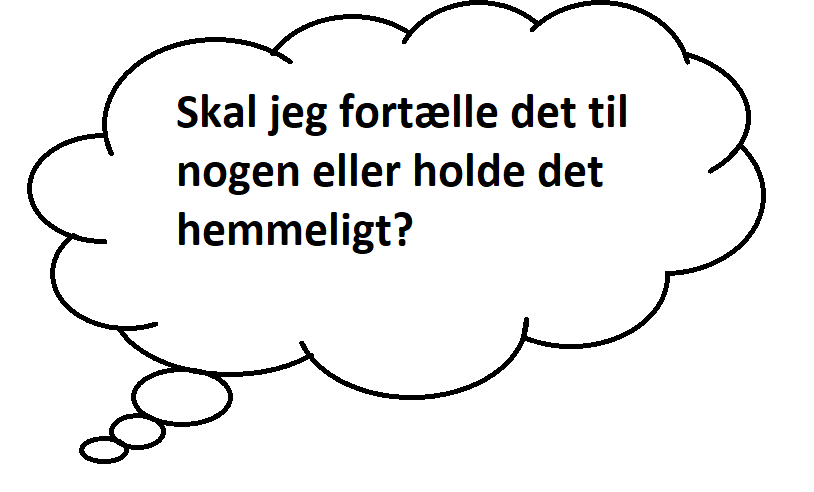 Skal jeg fortælle det til
nogen eller holde det
hemmeligt?